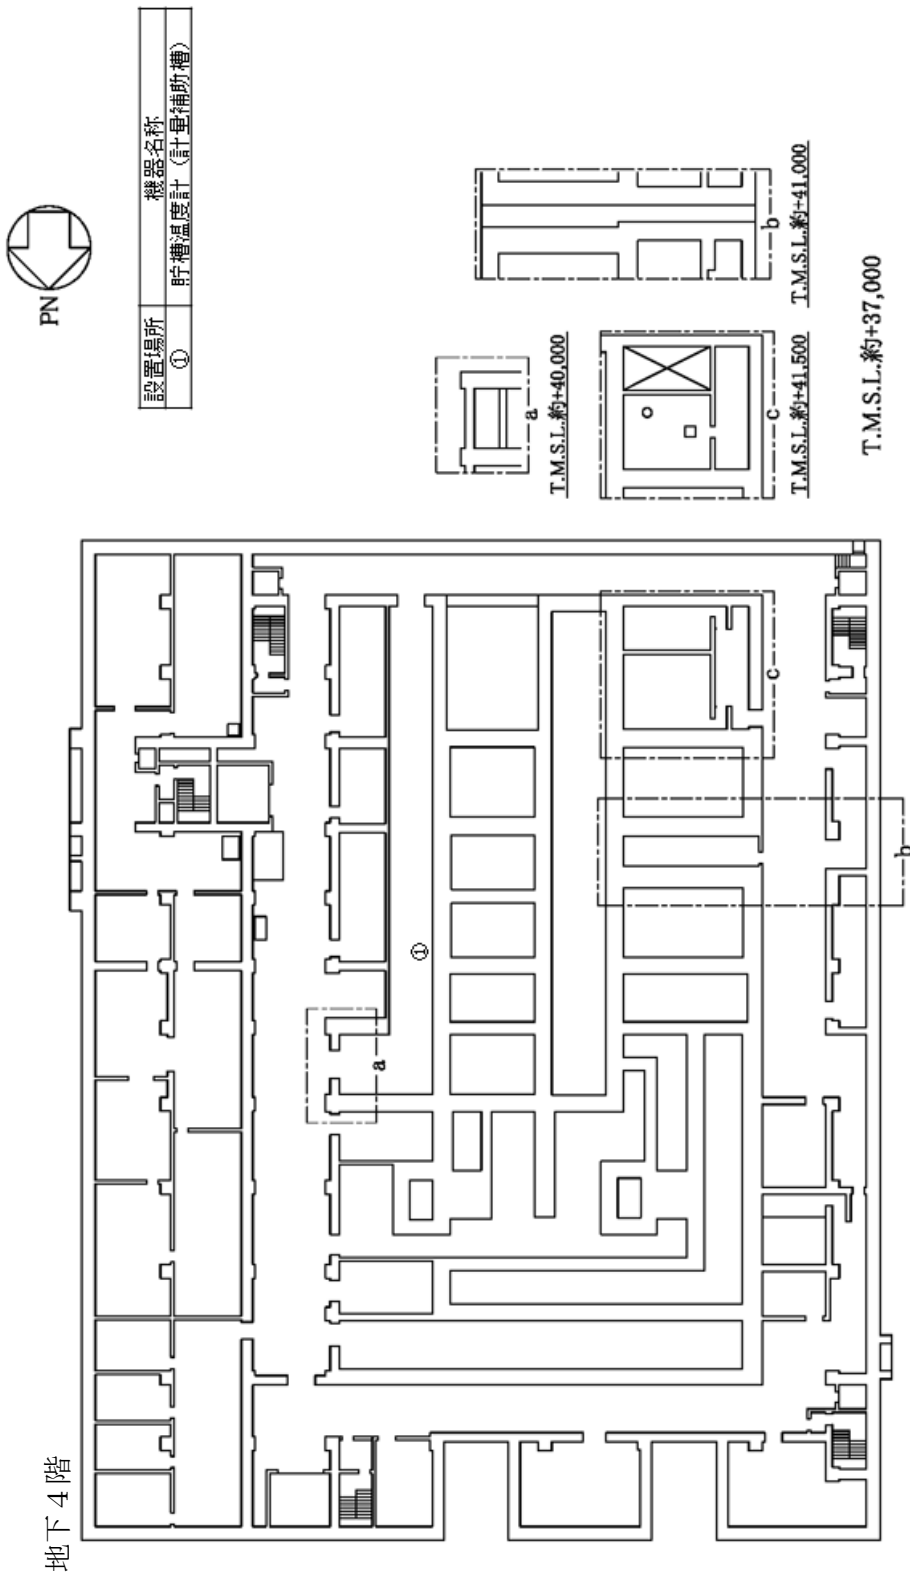 地下４階
PN
設置場所 機器名称
① 貯槽温度計（計量補助槽）
①
a
b
c
a
T.M.S.L.約+40,000
b
T.M.S.L.約+41,000
c
T.M.S.L.約+41,500
T.M.S.L.約+37,000